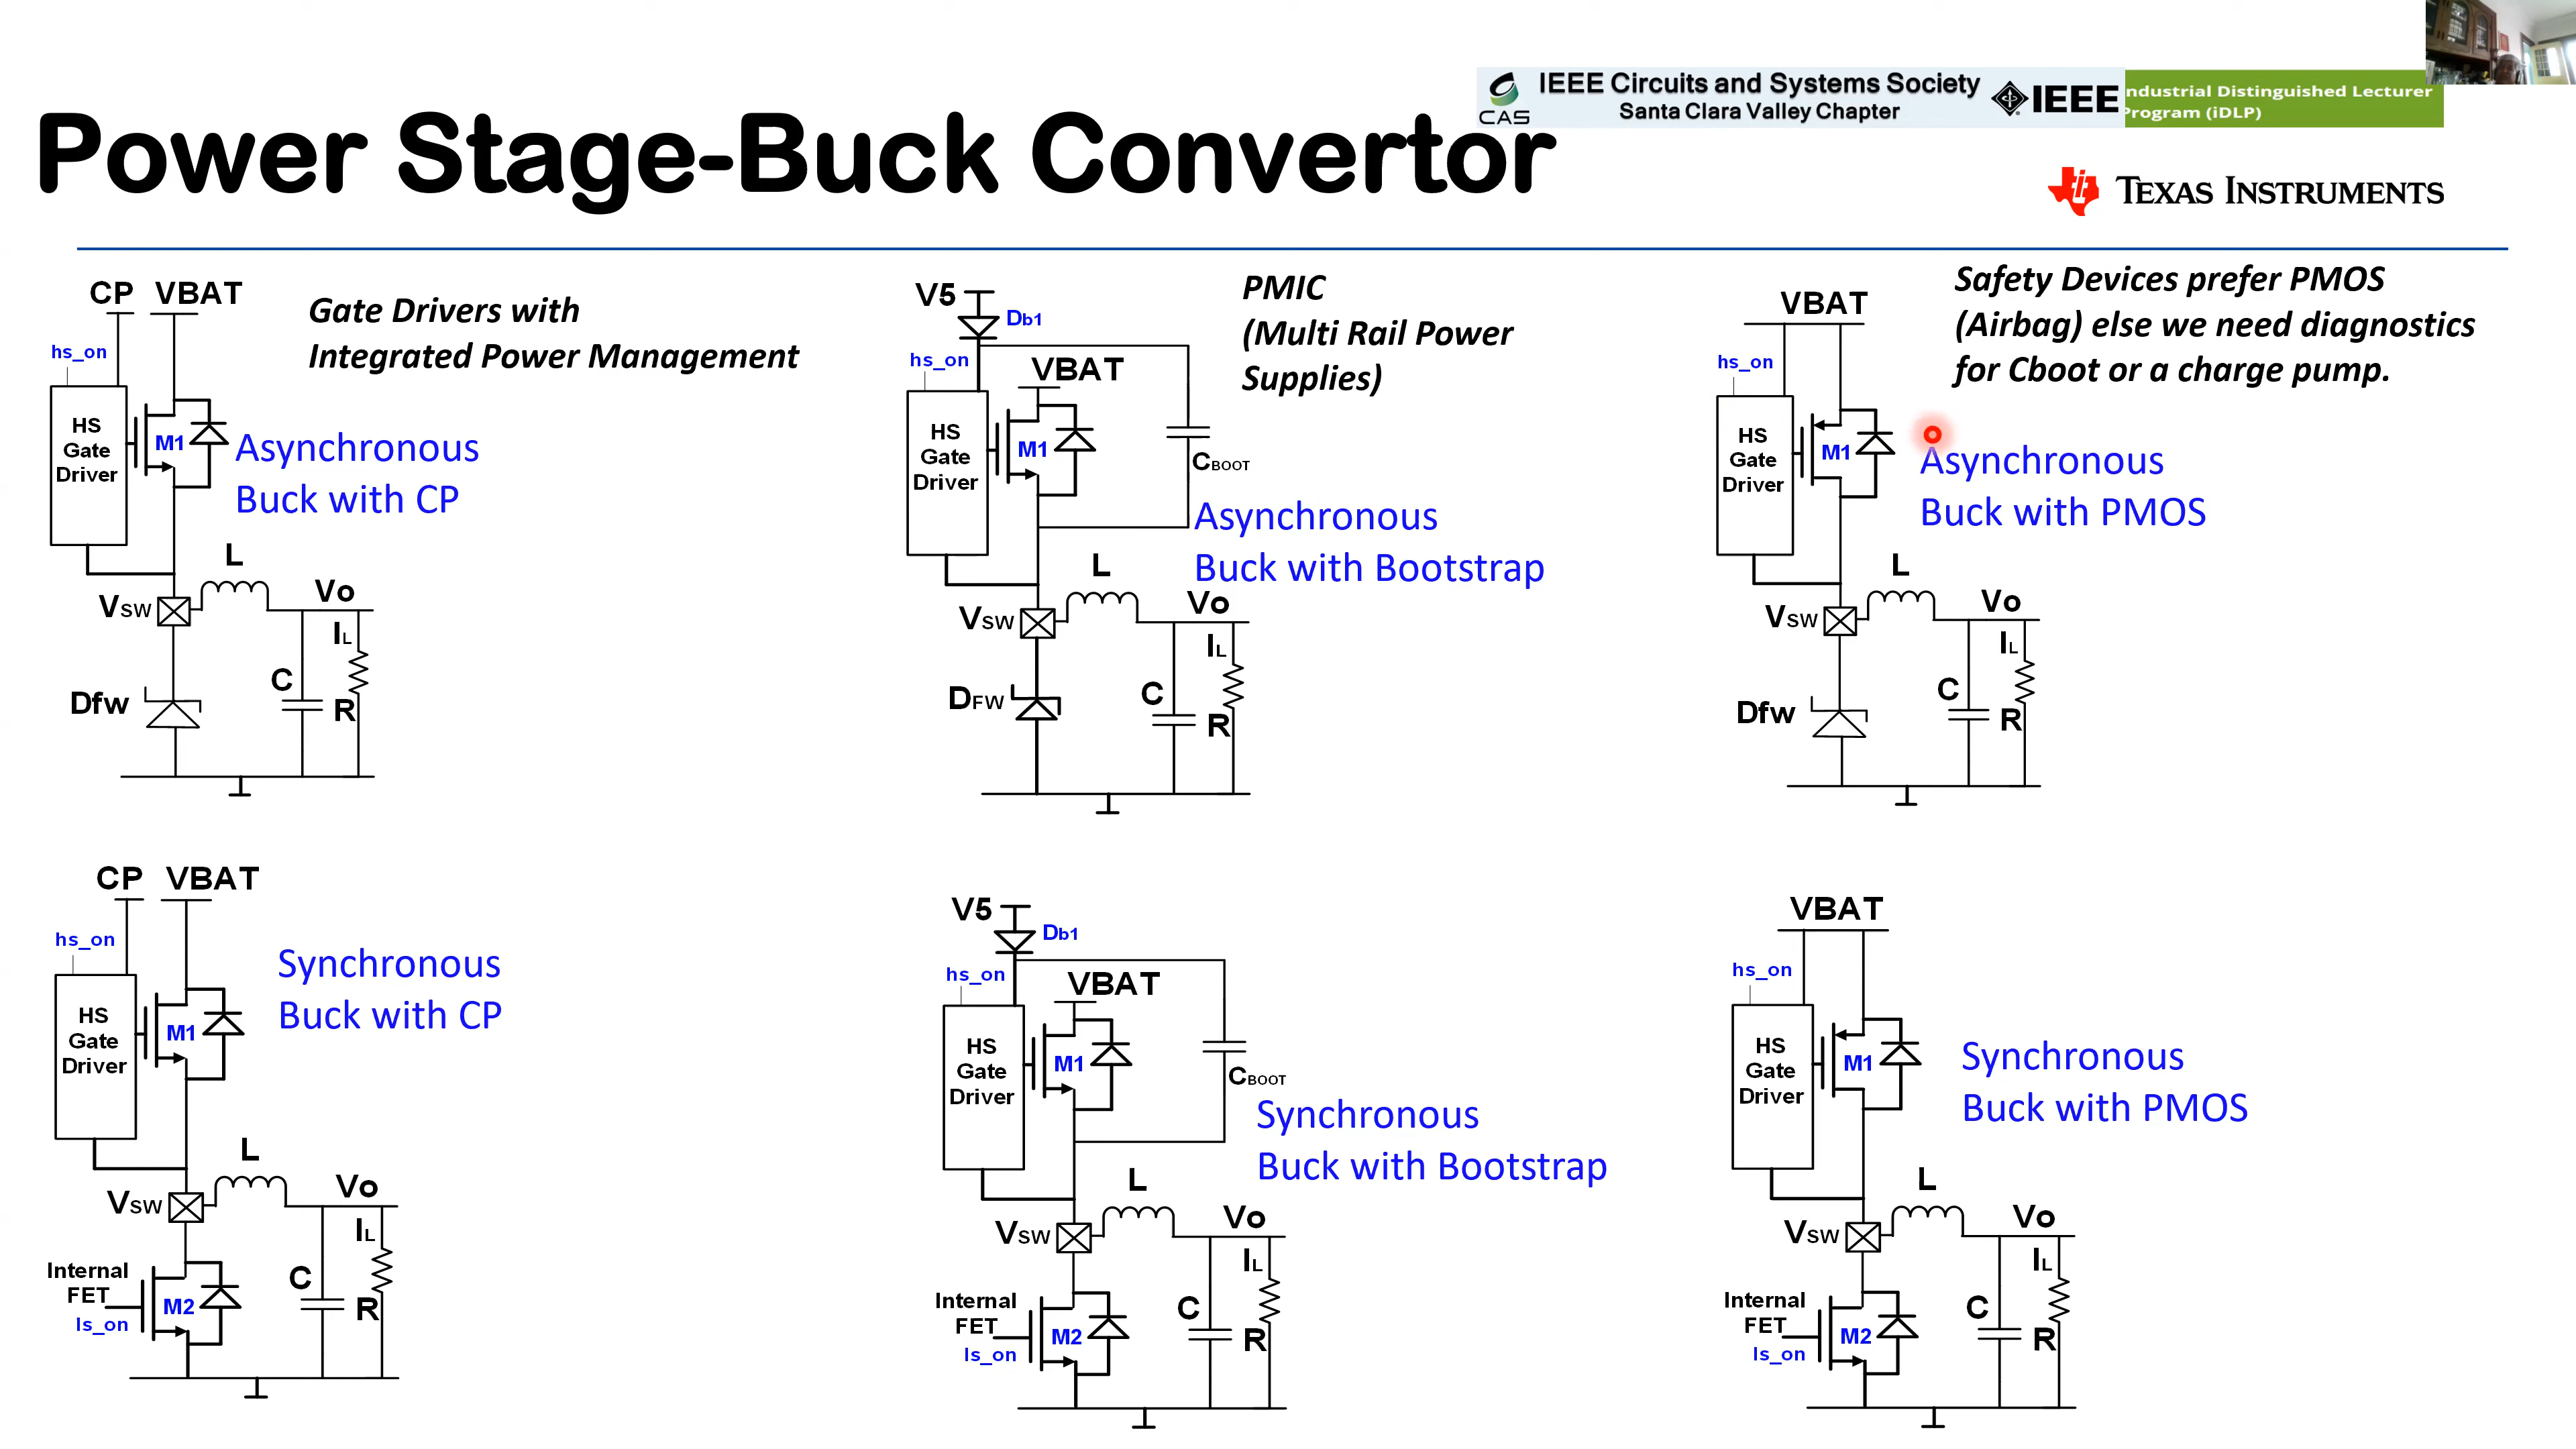 IEEE Circuits and Systems Society
Santa Clara Valley Chapter
CAS
IEEE
ndustrial Distinguished Lecturer
Program (iDLP)
Power Stage-Buck Convertor
TEXAS INSTRUMENTS
CP VBAT
hs_on
HS
Gate
Driver
M1
Gate Drivers with
Integrated Power Management
Asynchronous
Buck with CP
L
Vo
VSW
IL
C
R
Dfw
V5
Db1
hs_on
VBAT
HS
Gate
Driver
M1
CBOOT
PMIC
(Multi Rail Power
Supplies)
Asynchronous
Buck with Bootstrap
L
Vo
VSW
IL
C
R
DFW
VBAT
hs_on
HS
Gate
Driver
M1
Safety Devices prefer PMOS
(Airbag) else we need diagnostics
for Cboot or a charge pump.
Asynchronous
Buck with PMOS
L
Vo
VSW
IL
C
R
Dfw
CP VBAT
hs_on
HS
Gate
Driver
M1
Synchronous
Buck with CP
L
Vo
VSW
IL
Internal
FET
ls_on
M2
C
R
V5
Db1
hs_on
VBAT
HS
Gate
Driver
M1
CBOOT
Synchronous
Buck with Bootstrap
L
Vo
VSW
IL
Internal
FET
ls_on
M2
C
R
VBAT
hs_on
HS
Gate
Driver
M1
Synchronous
Buck with PMOS
L
Vo
VSW
IL
Internal
FET
ls_on
M2
C
R